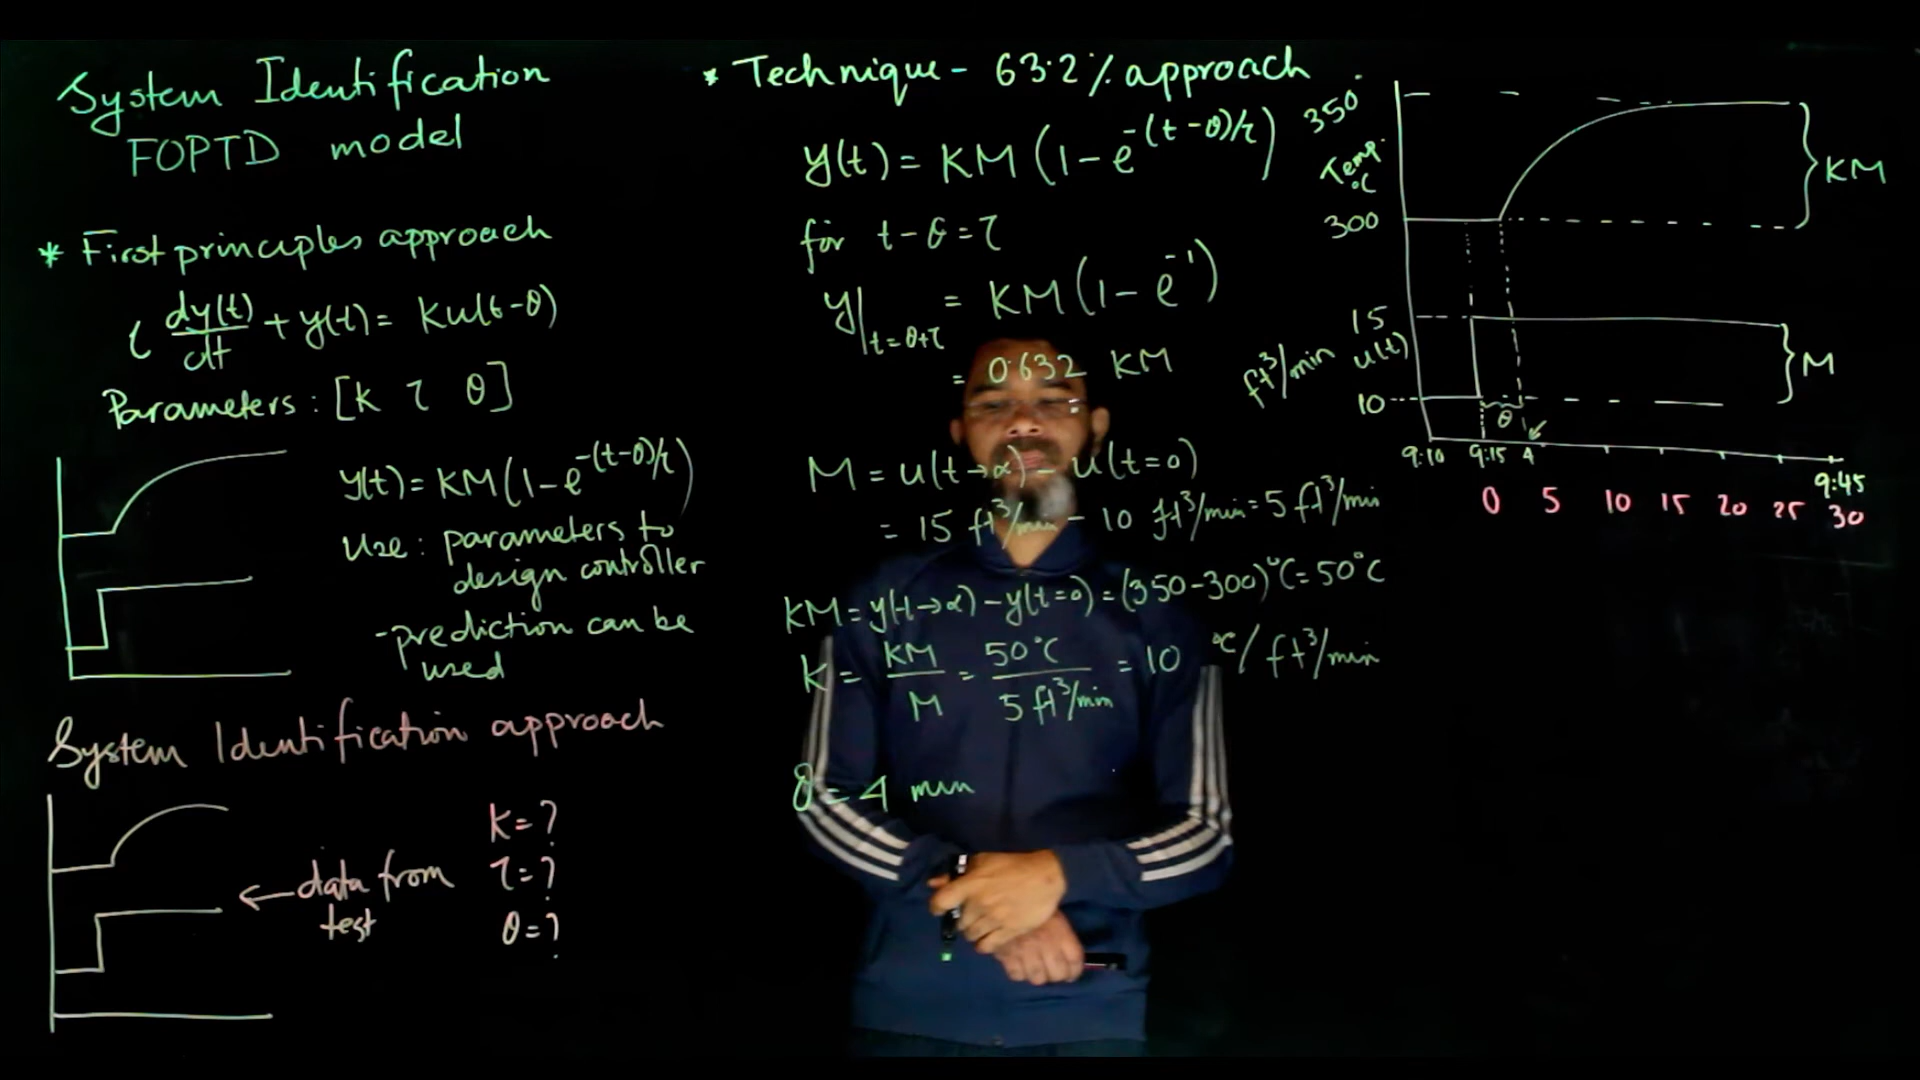 System Identification
FOPTD model
* First principles approach
τ dy(t)/dt + y(t) = Ku(t-θ)
Parameters: [K τ θ]
y(t) = KM(1-e^-(t-θ)/τ)
Use: parameters to
design controller
-prediction can be
used
System Identification approach
K=?
← data from
test
τ=?
θ=?
* Technique - 63.2% approach
y(t) = KM(1-e^-(t-θ)/τ)
for t-θ=τ
y|t=θ+τ = KM(1-e^-1)
= 0.632 KM
M = u(t→∝) - u(t=0)
= 15 ft³/min - 10 ft³/min = 5 ft³/min
KM = y(t→∝) - y(t=0) = (350-300)°C = 50°C
K = KM/M = 50°C/5 ft³/min = 10 °C/ft³/min
θ = 4 min
350
Temp.
°C
300
KM
15
u(t)
ft³/min
10
M
θ
9:10 9:15 4 9:45
0 5 10 15 20 25 30